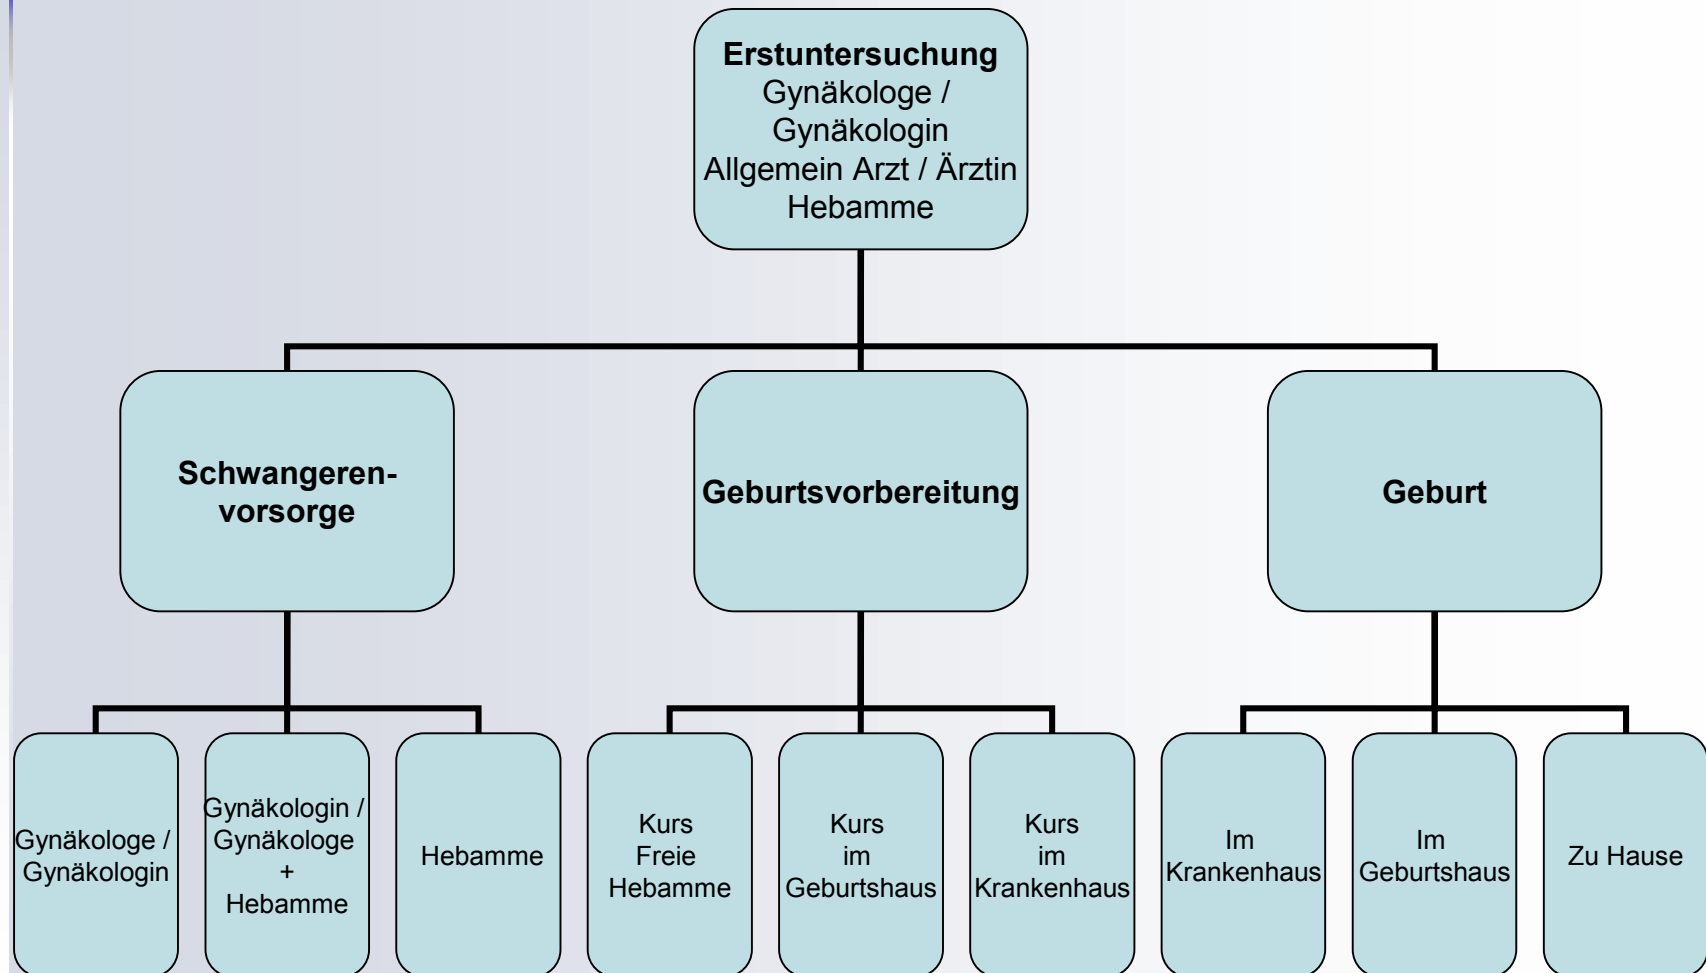 Erstuntersuchung
Gynäkologe /
Gynäkologin
Allgemein Arzt / Ärztin
Hebamme
Schwangeren-
vorsorge
Geburtsvorbereitung
Geburt
Gynäkologe /
Gynäkologin
Gynäkologin /
Gynäkologe
+
Hebamme
Hebamme
Kurs
Freie
Hebamme
Kurs
im
Geburtshaus
Kurs
im
Krankenhaus
Im
Krankenhaus
Im
Geburtshaus
Zu Hause